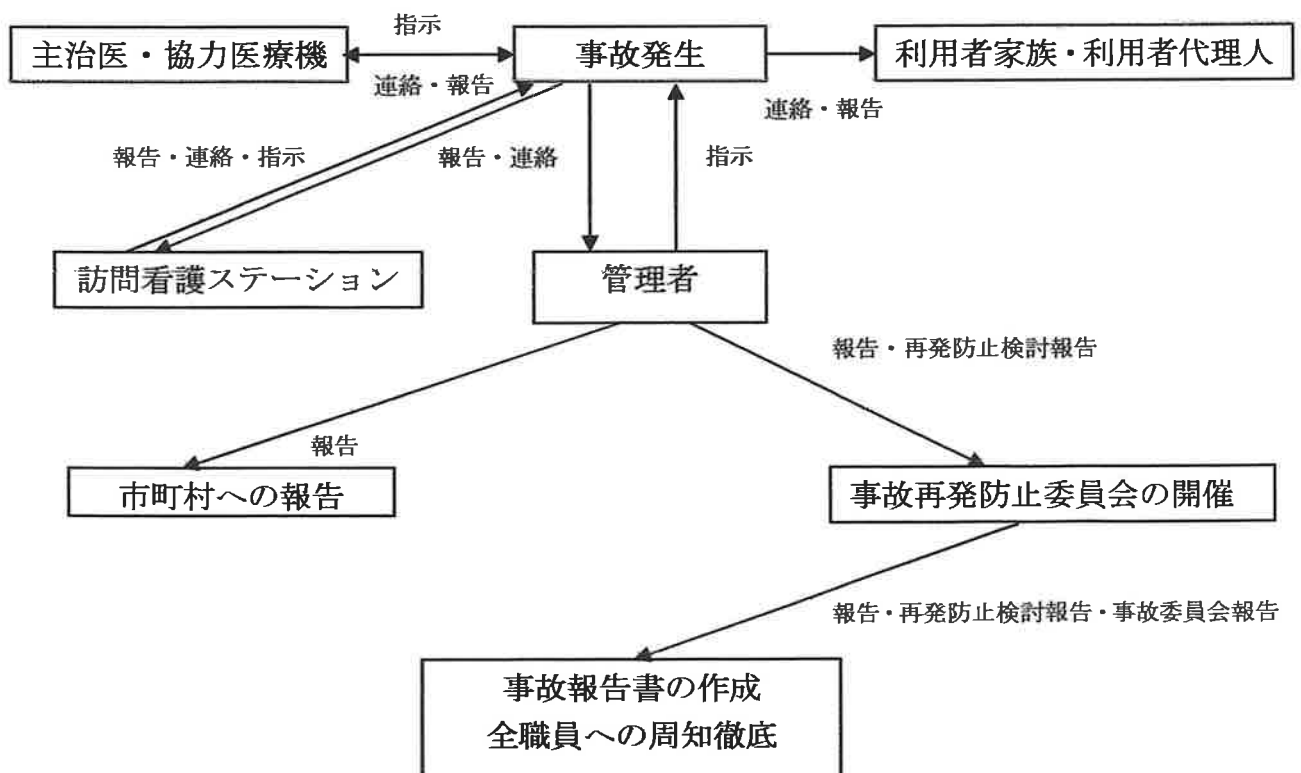 指示
主治医・協力医療機
事故発生
利用者家族・利用者代理人
連絡・報告
連絡・報告
報告・連絡・指示
報告・連絡
指示
訪問看護ステーション
管理者
報告・再発防止検討報告
報告
市町村への報告
事故再発防止委員会の開催
報告・再発防止検討報告・事故委員会報告
事故報告書の作成
全職員への周知徹底